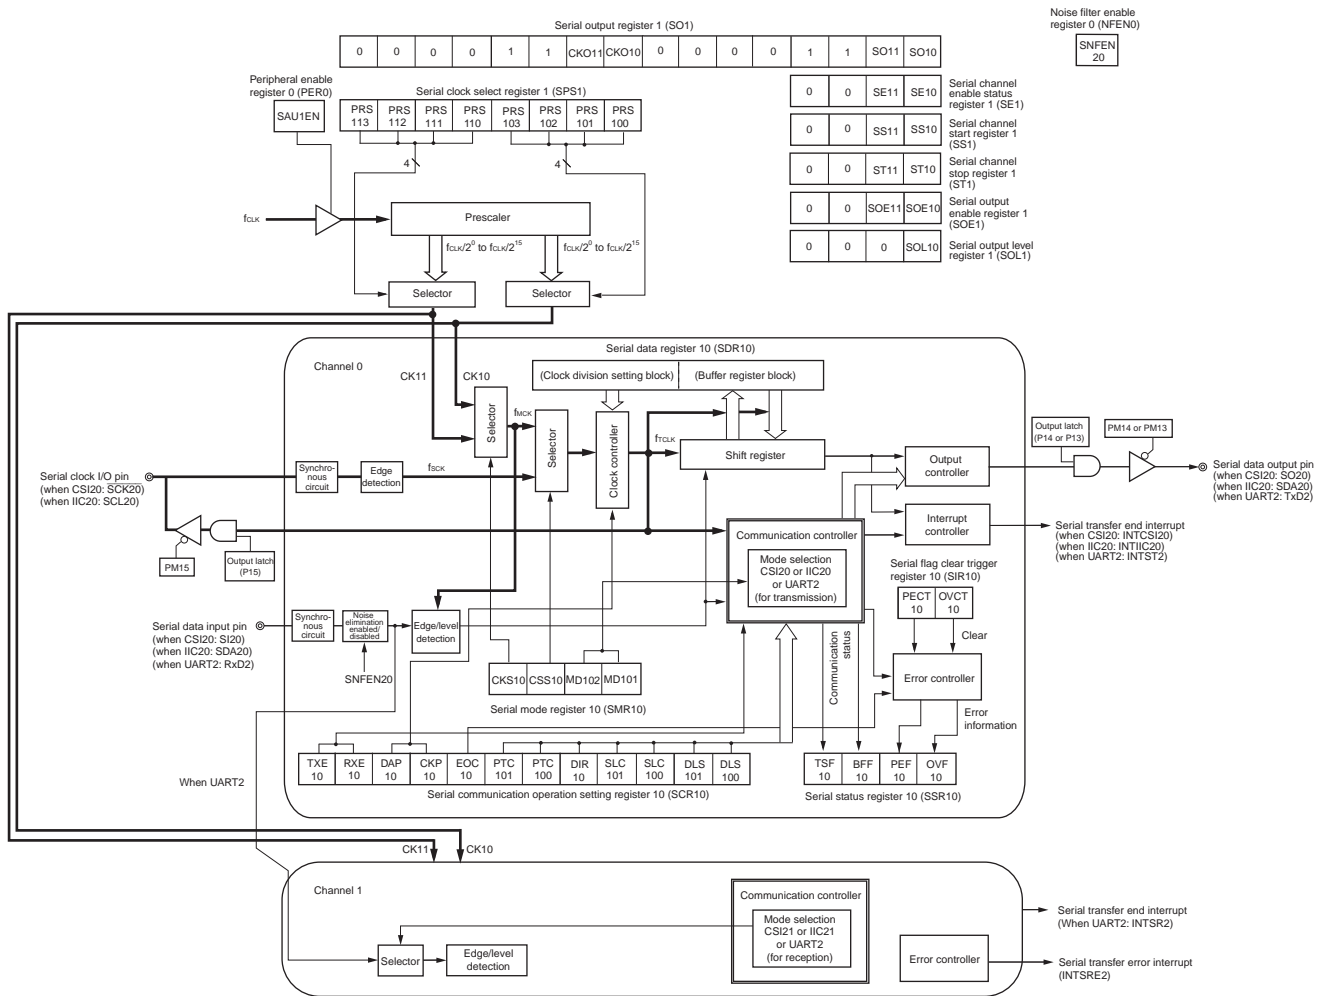 Serial output register 1 (SO1)
0 0 0 0 1 1 CKO11 CKO10 0 0 0 0 1 1 SO11 SO10
Noise filter enable
register 0 (NFEN0)
SNFEN
20
Peripheral enable
register 0 (PER0)
SAU1EN
Serial clock select register 1 (SPS1)
PRS PRS PRS PRS PRS PRS PRS PRS
113 112 111 110 103 102 101 100
4
4
0 0 SE11 SE10
Serial channel
enable status
register 1 (SE1)
0 0 SS11 SS10
Serial channel
start register 1
(SS1)
0 0 ST11 ST10
Serial channel
stop register 1
(ST1)
0 0 SOE11 SOE10
Serial output
enable register 1
(SOE1)
0 0 0 SOL10
Serial output level
register 1 (SOL1)
fCLK
Prescaler
fCLK/2⁰ to fCLK/2¹⁵
fCLK/2⁰ to fCLK/2¹⁵
Selector
Selector
Channel 0
CK11
CK10
Serial data register 10 (SDR10)
(Clock division setting block)
(Buffer register block)
Selector
fMCK
Selector
Clock controller
fTCLK
Shift register
Output
controller
Output latch
(P14 or P13)
PM14 or PM13
Serial data output pin
(when CSI20: SO20)
(when IIC20: SDA20)
(when UART2: TxD2)
Serial clock I/O pin
(when CSI20: SCK20)
(when IIC20: SCL20)
Synchro-
nous
circuit
Edge
detection
fSCK
PM15
Output latch
(P15)
Communication controller
Mode selection
CSI20 or IIC20
or UART2
(for transmission)
Interrupt
controller
Serial transfer end interrupt
(when CSI20: INTCSI20)
(when IIC20: INTIIC20)
(when UART2: INTST2)
Serial flag clear trigger
register 10 (SIR10)
PECT OVCT
10 10
Clear
Serial data input pin
(when CSI20: SI20)
(when IIC20: SDA20)
(when UART2: RxD2)
Synchro-
nous
circuit
Noise
elimination
enabled/
disabled
Edge/level
detection
SNFEN20
CKS10 CSS10 MD102 MD101
Serial mode register 10 (SMR10)
Communication
status
Error controller
Error
information
TXE RXE DAP CKP EOC PTC PTC DIR SLC SLC DLS DLS
10 10 10 10 10 101 100 10 101 100 101 100
Serial communication operation setting register 10 (SCR10)
TSF BFF PEF OVF
10 10 10 10
Serial status register 10 (SSR10)
When UART2
CK11
CK10
Channel 1
Communication controller
Mode selection
CSI21 or IIC21
or UART2
(for reception)
Selector
Edge/level
detection
Error controller
Serial transfer end interrupt
(When UART2: INTSR2)
Serial transfer error interrupt
(INTSRE2)